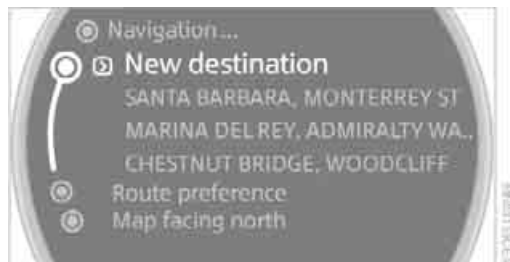 Navigation...
New destination
SANTA BARBARA, MONTERREY ST
MARINA DEL REY, ADMIRALTY WA..
CHESTNUT BRIDGE, WOODCLIFF
Route preference
Map facing north